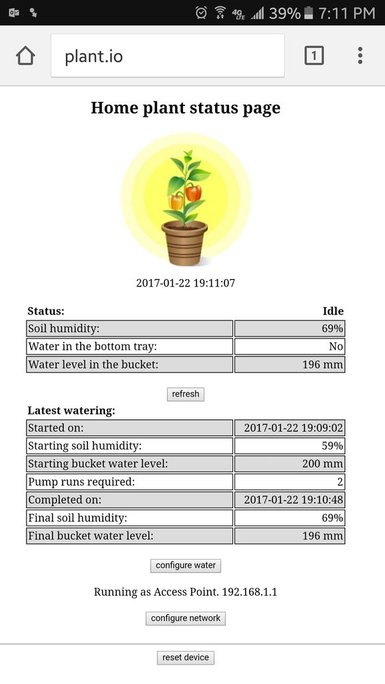 4G LTE 39% 7:11 PM
plant.io 1
Home plant status page
2017-01-22 19:11:07
Status: Idle
Soil humidity: 69%
Water in the bottom tray: No
Water level in the bucket: 196 mm
refresh
Latest watering:
Started on: 2017-01-22 19:09:02
Starting soil humidity: 59%
Starting bucket water level: 200 mm
Pump runs required: 2
Completed on: 2017-01-22 19:10:48
Final soil humidity: 69%
Final bucket water level: 196 mm
configure water
Running as Access Point. 192.168.1.1
configure network
reset device